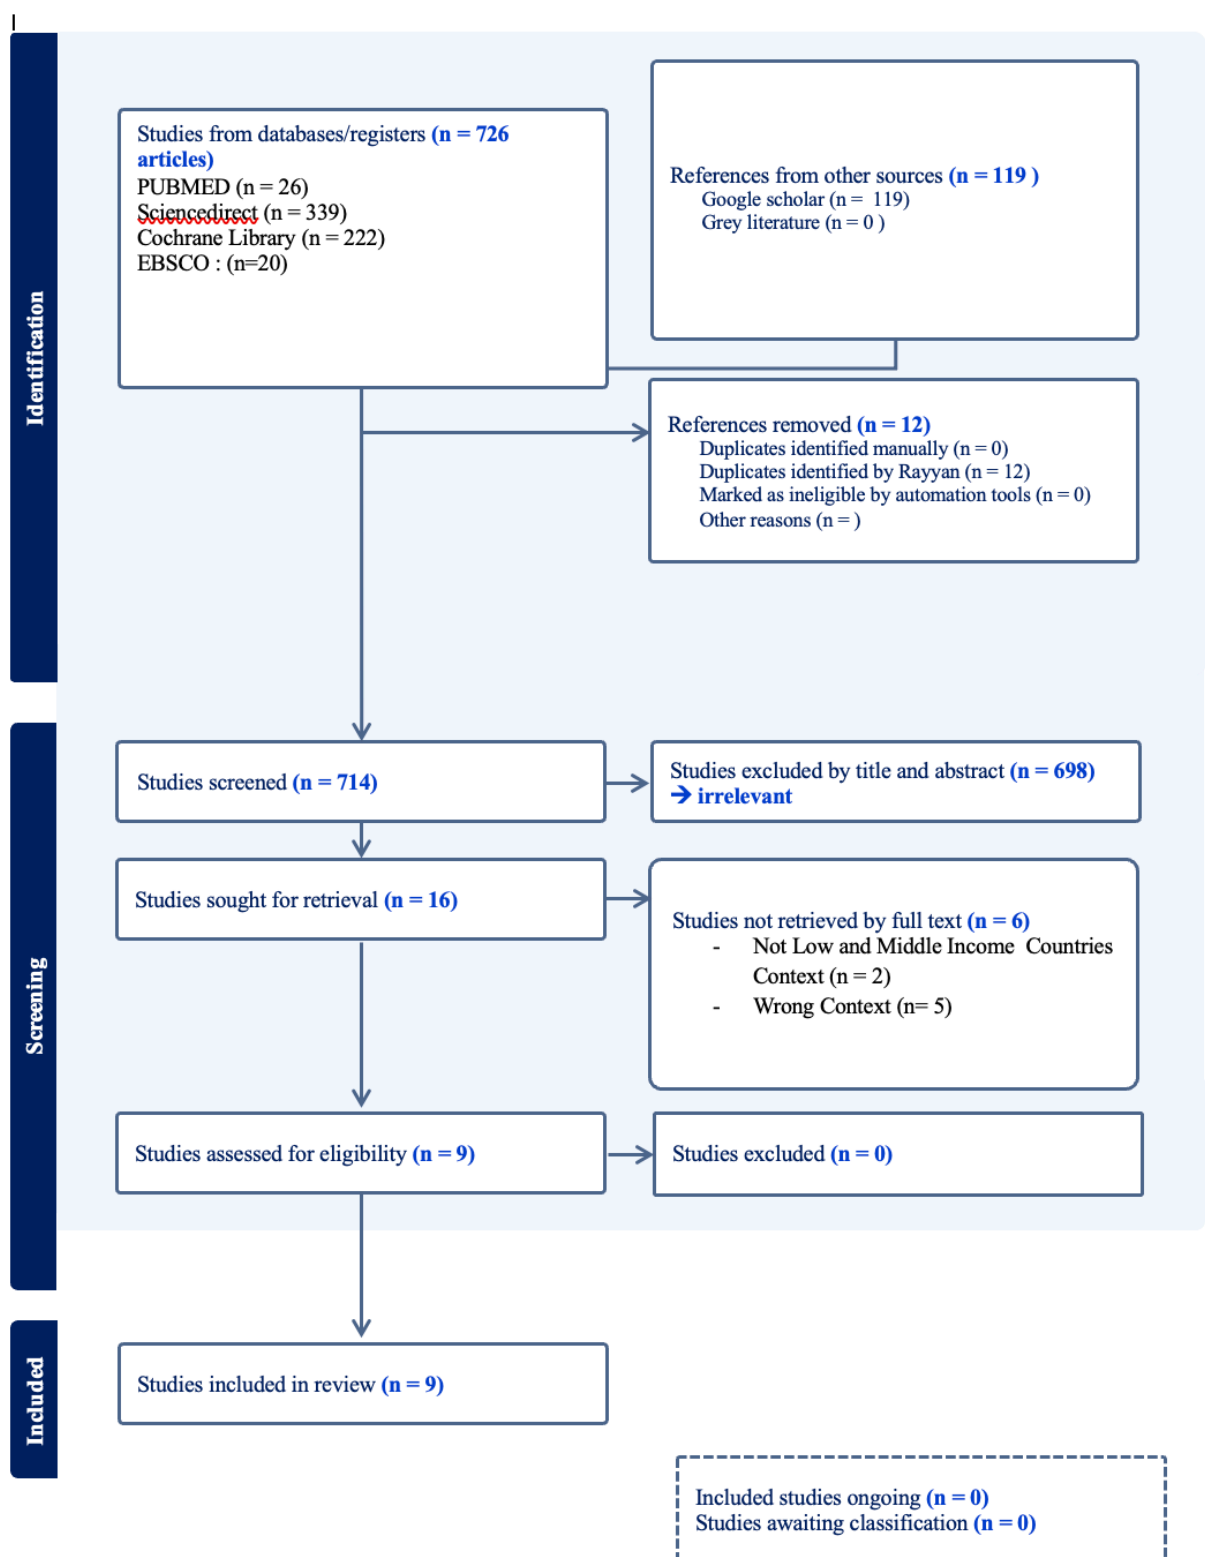 Identification
Studies from databases/registers (n = 726
articles)
PUBMED (n = 26)
Sciencedirect (n = 339)
Cochrane Library (n = 222)
EBSCO : (n=20)
References from other sources (n = 119 )
Google scholar (n =  119)
Grey literature (n = 0 )
References removed (n = 12)
Duplicates identified manually (n = 0)
Duplicates identified by Rayyan (n = 12)
Marked as ineligible by automation tools (n = 0)
Other reasons (n = )
Screening
Studies screened (n = 714)
Studies excluded by title and abstract (n = 698)
→ irrelevant
Studies sought for retrieval (n = 16)
Studies not retrieved by full text (n = 6)
- Not Low and Middle Income  Countries
Context (n = 2)
- Wrong Context (n= 5)
Studies assessed for eligibility (n = 9)
Studies excluded (n = 0)
Included
Studies included in review (n = 9)
Included studies ongoing (n = 0)
Studies awaiting classification (n = 0)